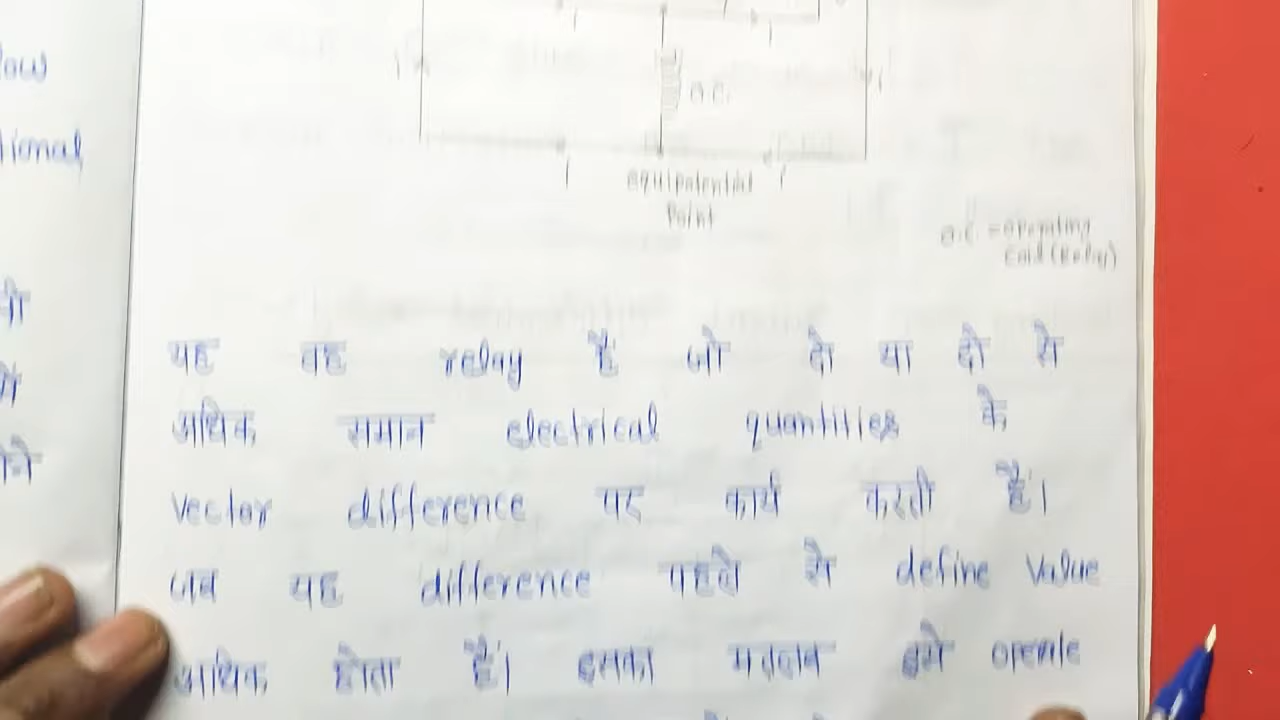 i i
i i
O.C.
i i
equipotential
Point
O.C. = operating
Coil (Relay)
यह वह relay है जो दो या दो से
अधिक समान electrical quantities के
vector difference पर कार्य करती है।
जब यह difference पहले से define value
अधिक होता है। इसका मतलब इसे operate